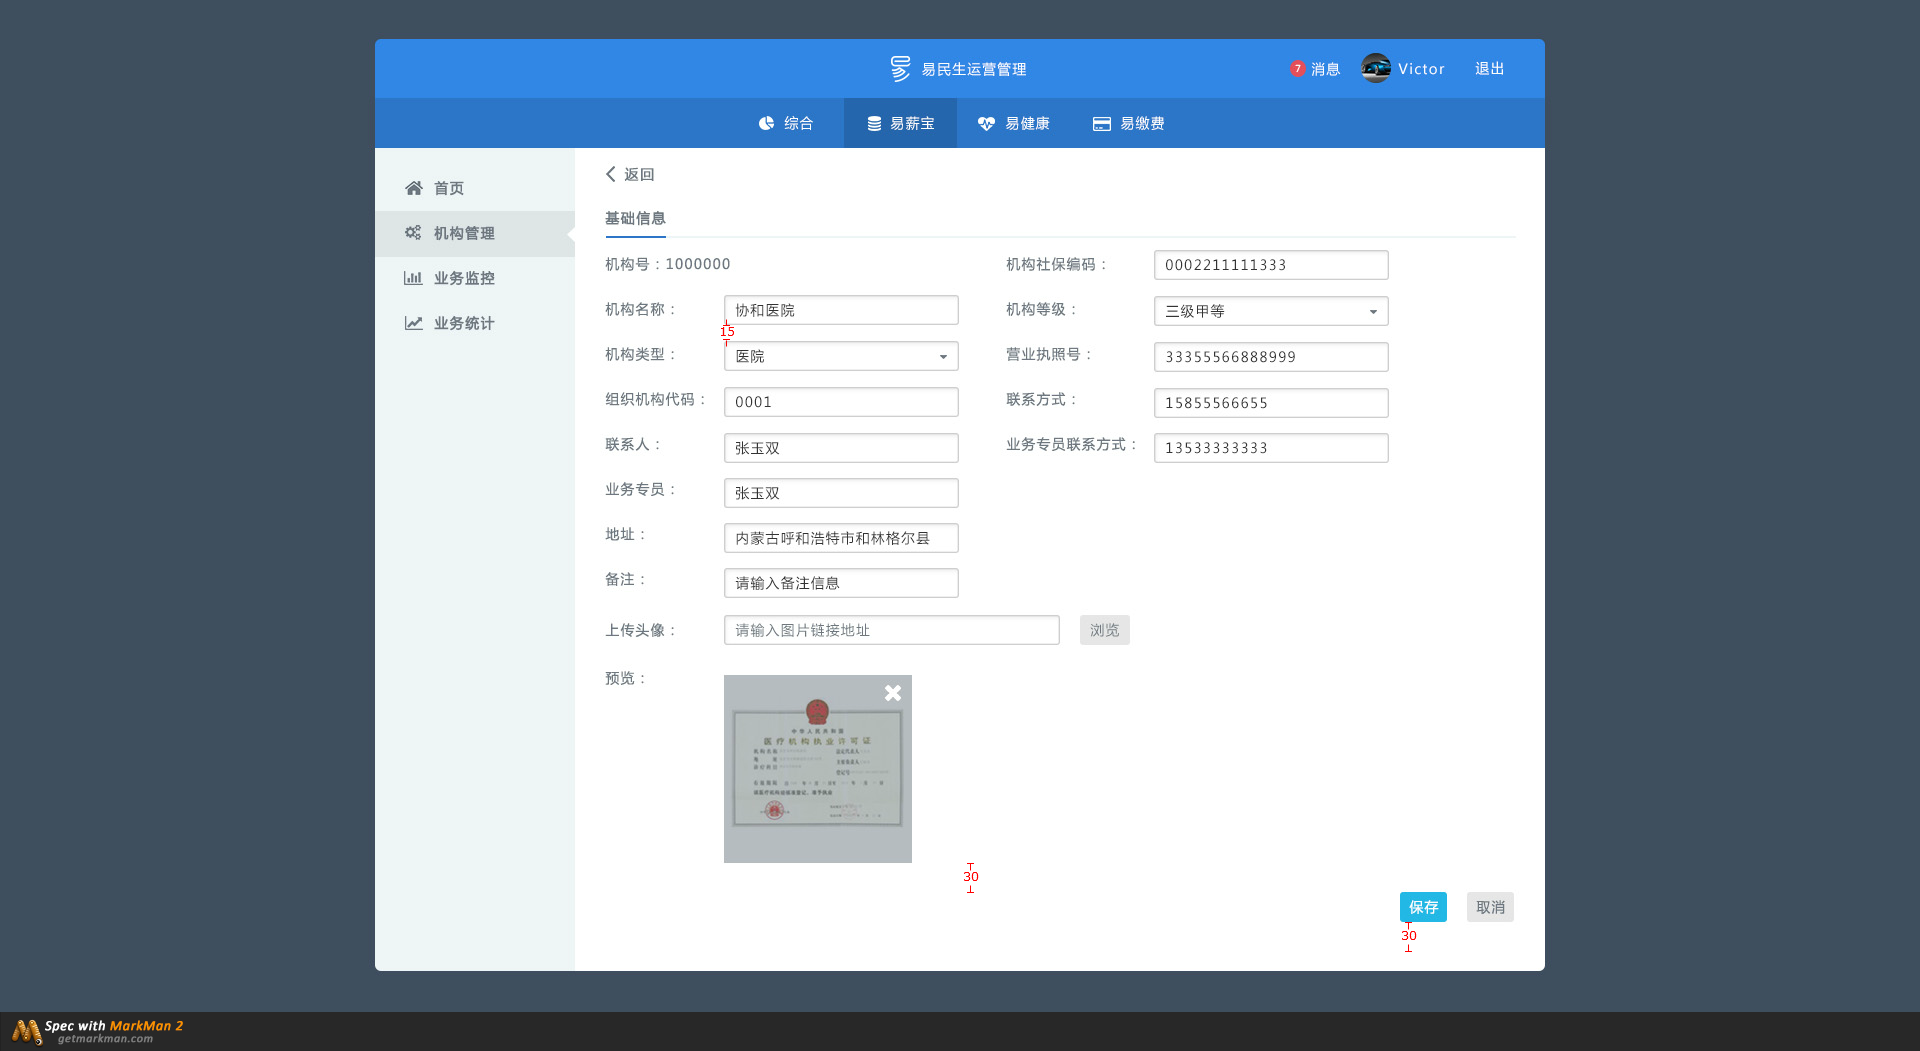 易民生运营管理
7 消息 Victor 退出
综合 易薪宝 易健康 易缴费
首页
机构管理
业务监控
业务统计
返回
基础信息
机构号：1000000 机构社保编码： 0002211111333
机构名称： 协和医院 机构等级： 三级甲等
15
机构类型： 医院 营业执照号： 33355566888999
组织机构代码： 0001 联系方式： 15855566655
联系人： 张玉双 业务专员联系方式： 13533333333
业务专员： 张玉双
地址： 内蒙古呼和浩特市和林格尔县
备注： 请输入备注信息
上传头像： 请输入图片链接地址 浏览
预览：
中华人民共和国
医疗机构执业许可证
30
保存 取消
30
Spec with MarkMan 2
getmarkman.com